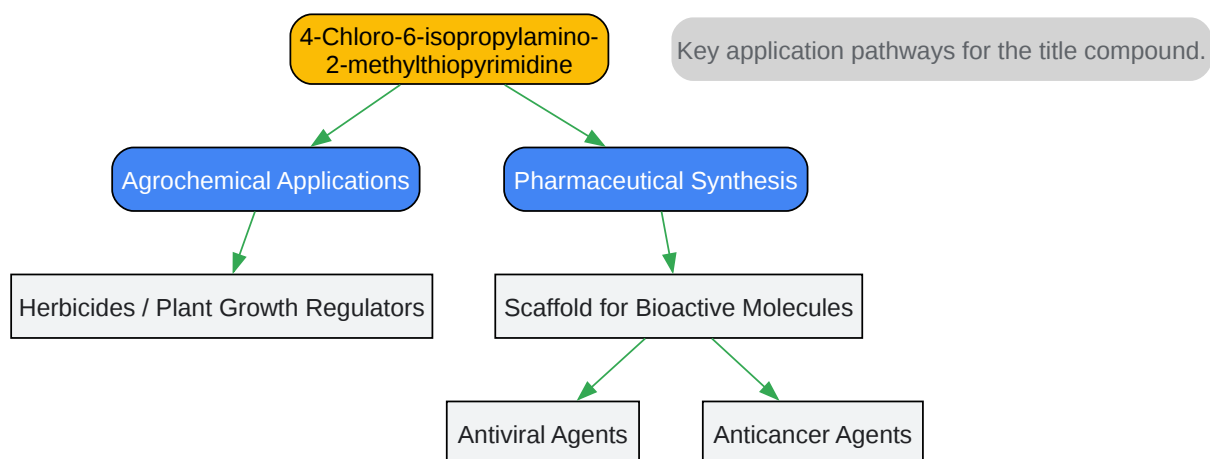 4-Chloro-6-isopropylamino-
2-methylthiopyrimidine
Key application pathways for the title compound.
Agrochemical Applications
Pharmaceutical Synthesis
Herbicides / Plant Growth Regulators
Scaffold for Bioactive Molecules
Antiviral Agents
Anticancer Agents